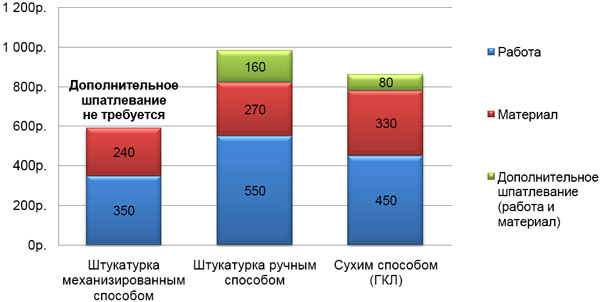 1 200р.
1 000р.
800р.
600р.
400р.
200р.
0р.
Дополнительное
шпатлевание
не требуется
240
350
160
270
550
80
330
450
Штукатурка
механизированным
способом
Штукатурка ручным
способом
Сухим способом
(ГКЛ)
Работа
Материал
Дополнительное
шпатлевание
(работа и
материал)